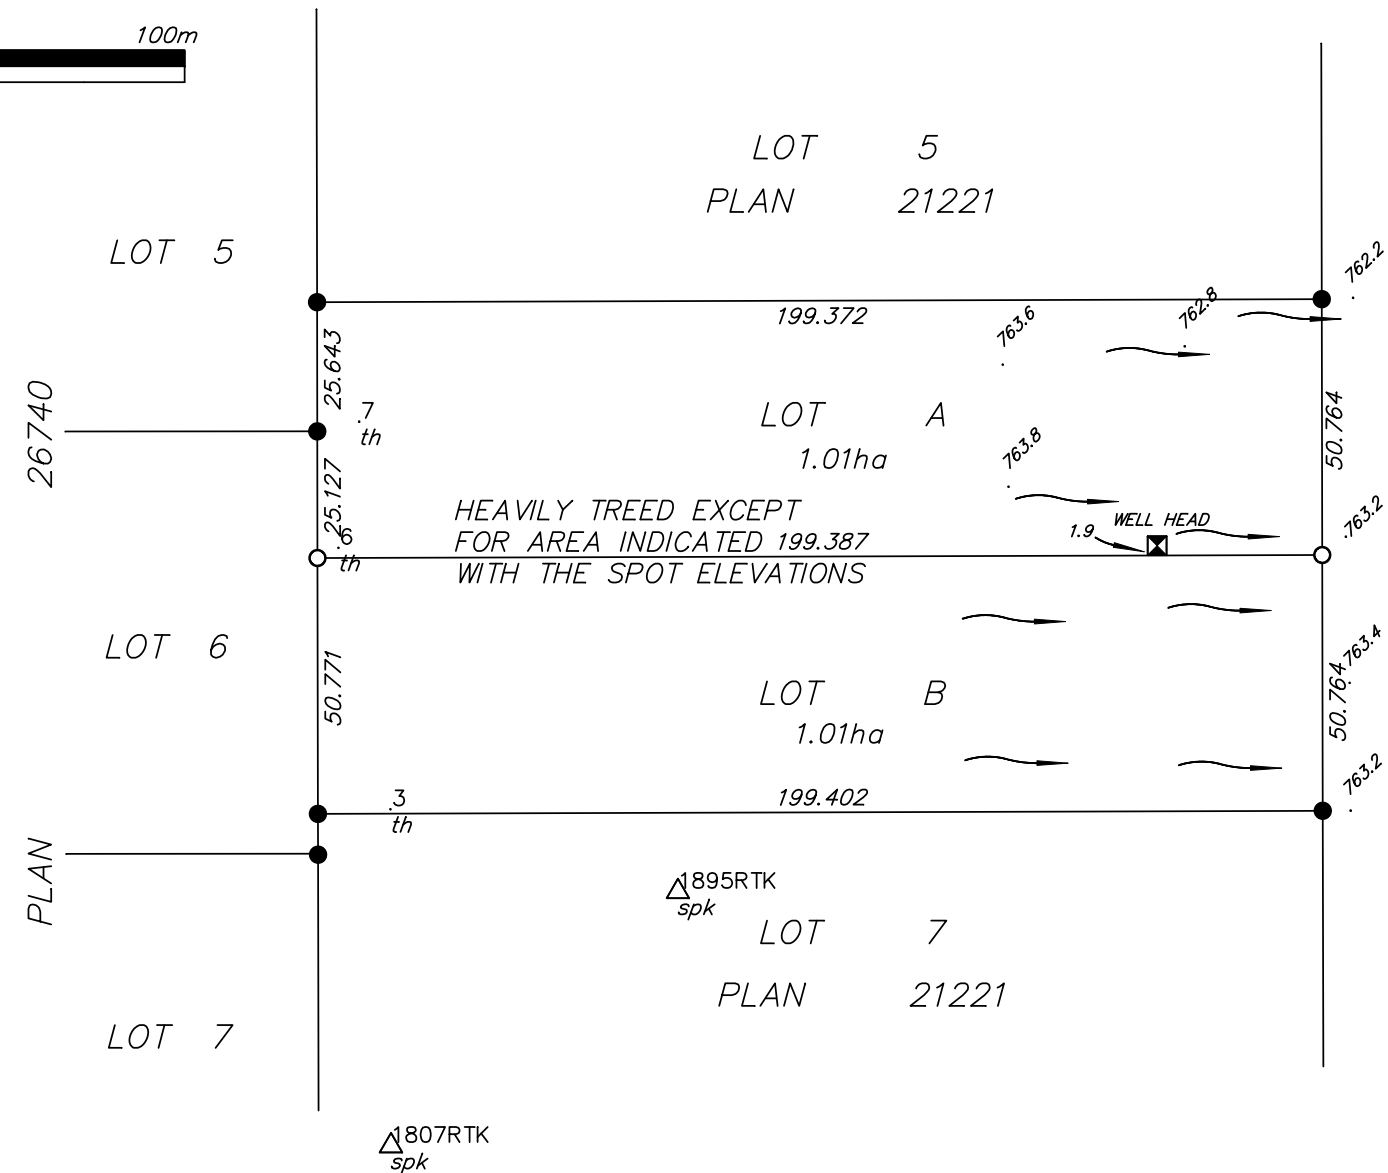 100m
LOT 5
PLAN 21221
LOT 5
762.2
762.8
763.6
199.372
25.643
26740
.7
th
LOT A
1.01ha
50.764
763.8
25.127
HEAVILY TREED EXCEPT
FOR AREA INDICATED
WITH THE SPOT ELEVATIONS
199.387
WELL HEAD
1.9
763.2
.6
th
LOT 6
50.771
LOT B
1.01ha
763.4
50.764
763.2
199.402
.3
th
PLAN
1895RTK
spk
LOT 7
PLAN 21221
LOT 7
1807RTK
spk